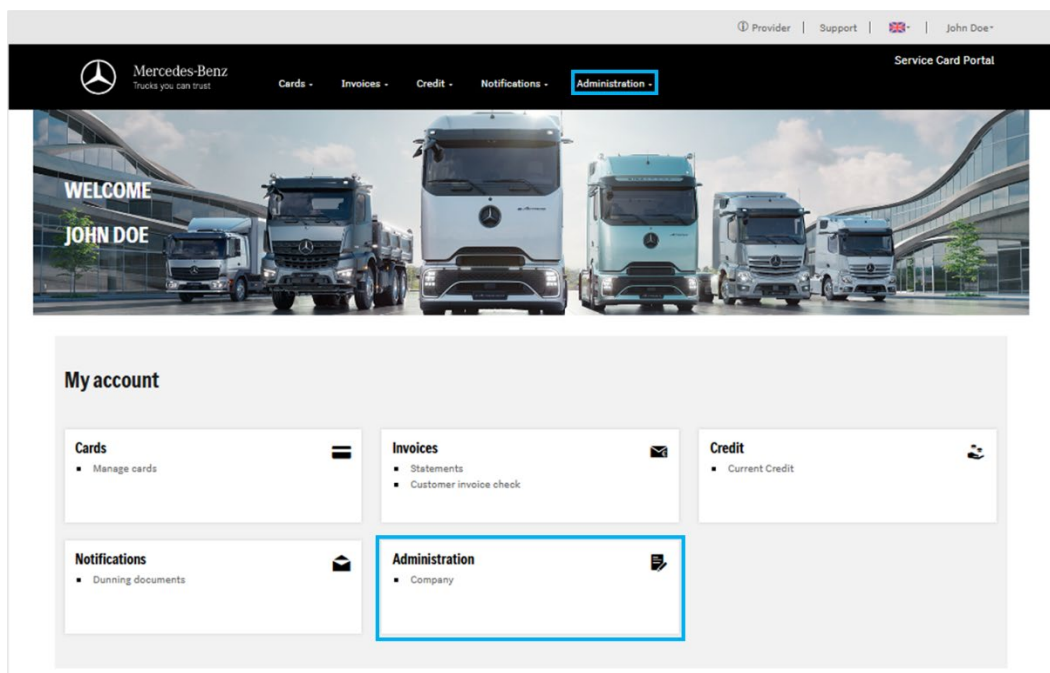 Provider | Support | John Doe
Service Card Portal
Mercedes-Benz
Trucks you can trust
Cards Invoices Credit Notifications Administration
WELCOME
JOHN DOE
My account
Cards
Manage cards
Invoices
Statements
Customer invoice check
Credit
Current Credit
Notifications
Dunning documents
Administration
Company